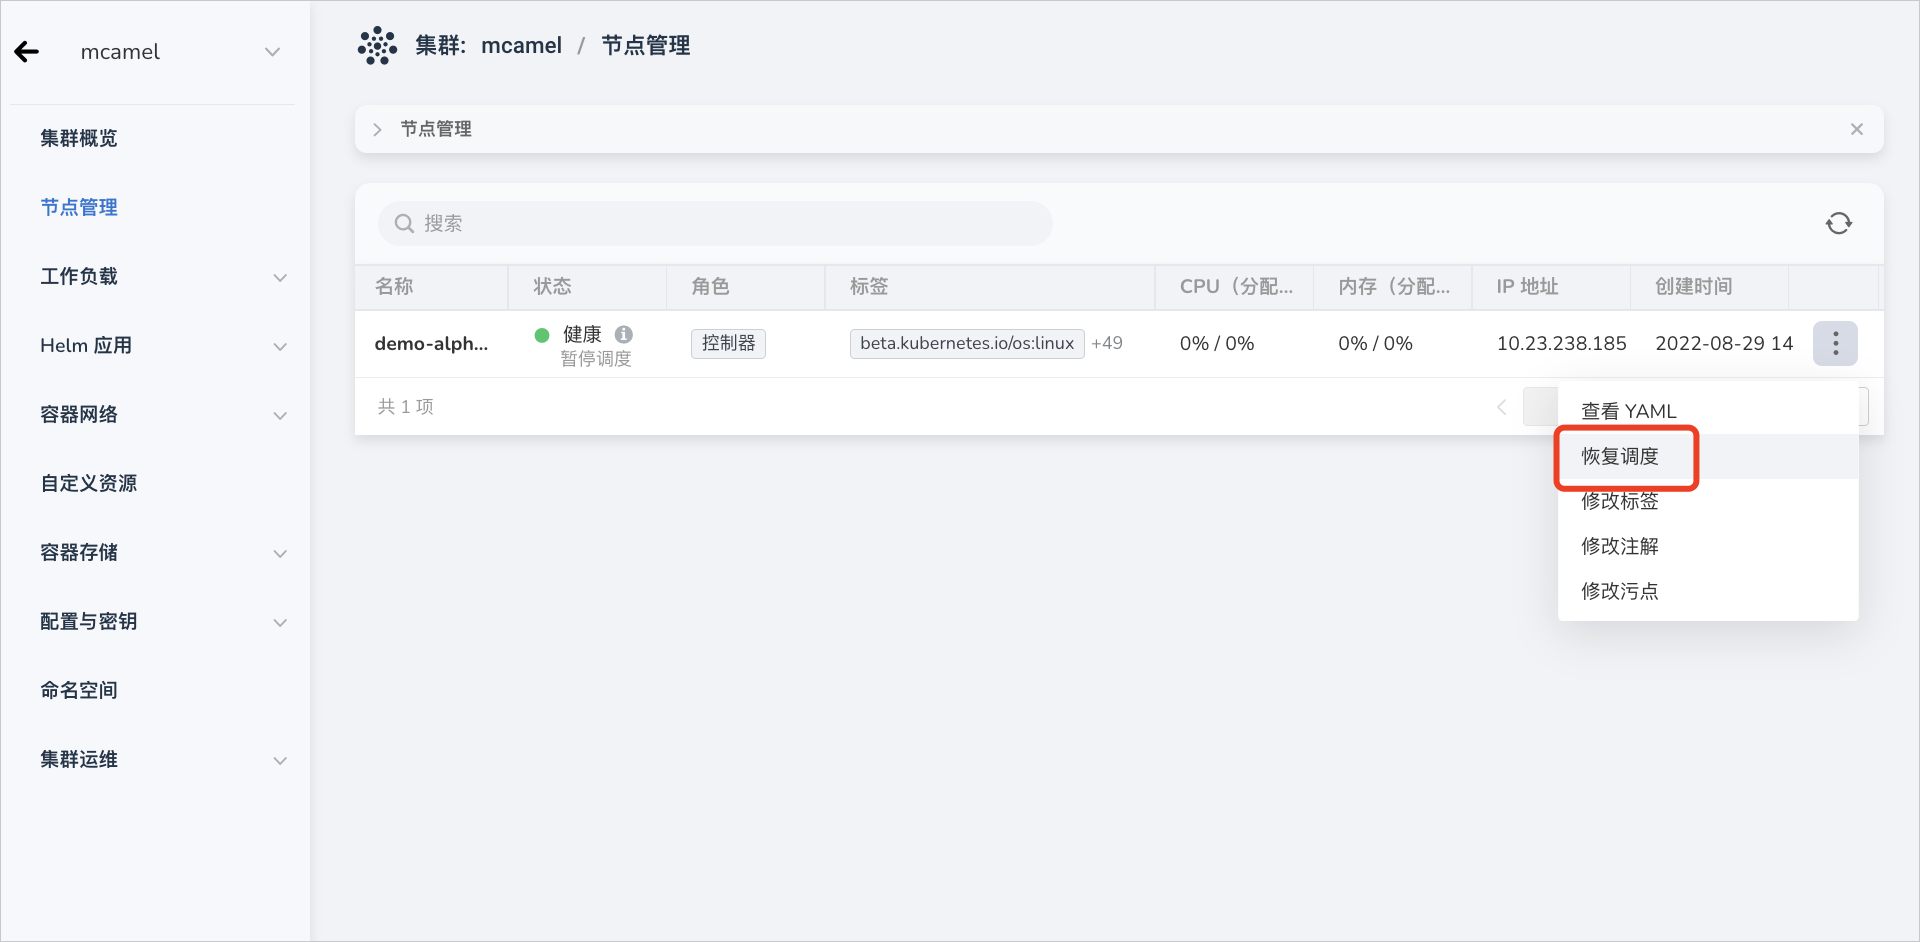 mcamel
集群概览
节点管理
工作负载
Helm 应用
容器网络
自定义资源
容器存储
配置与密钥
命名空间
集群运维
集群: mcamel / 节点管理
节点管理
搜索
名称 状态 角色 标签 CPU（分配... 内存（分配... IP 地址 创建时间
demo-alph... 健康 控制器 beta.kubernetes.io/os:linux +49 0% / 0% 0% / 0% 10.23.238.185 2022-08-29 14
暂停调度
共 1 项
查看 YAML
恢复调度
修改标签
修改注解
修改污点